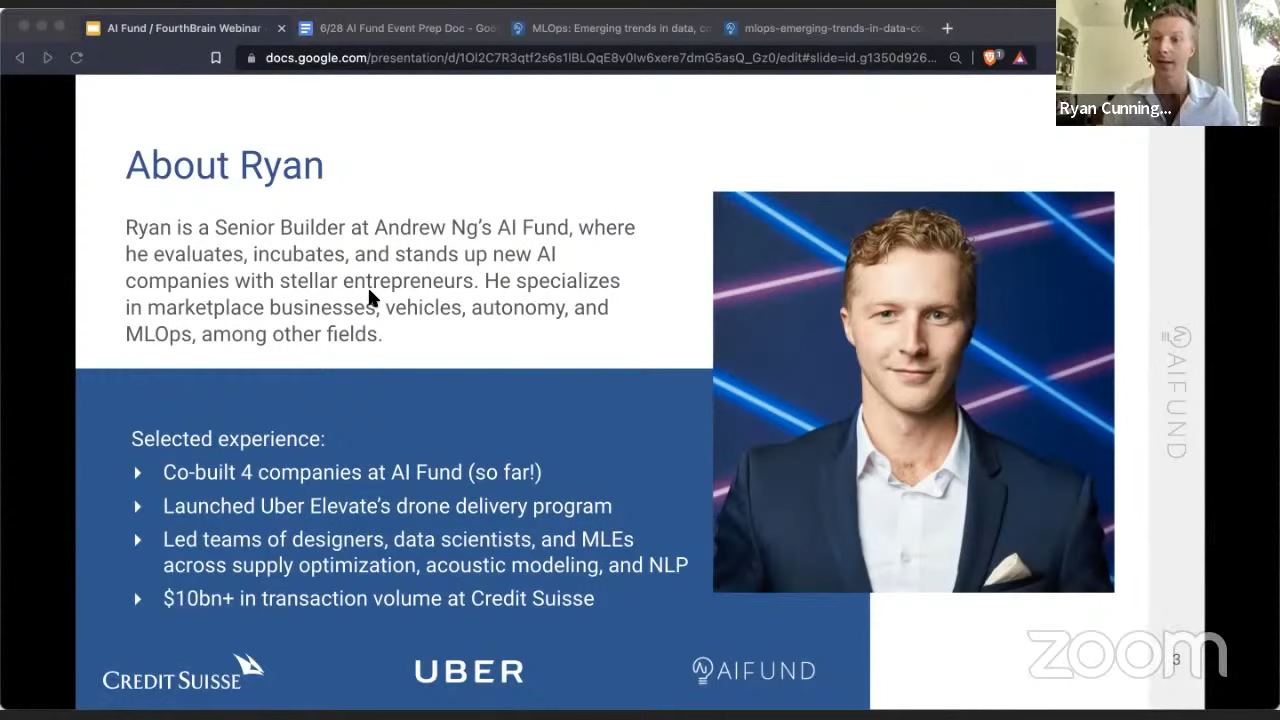 AI Fund / FourthBrain Webinar
6/28 AI Fund Event Prep Doc - Goo
MLOps: Emerging trends in data, co
mlops-emerging-trends-in-data-co
docs.google.com/presentation/d/1Ol2C7R3qtf2s6s1lBLQqE8v0lw6xere7dmG5asQ_Gz0/edit#slide=id.g1350d926...
1
Ryan Cunning...
About Ryan
Ryan is a Senior Builder at Andrew Ng's AI Fund, where
he evaluates, incubates, and stands up new AI
companies with stellar entrepreneurs. He specializes
in marketplace businesses, vehicles, autonomy, and
MLOps, among other fields.
Selected experience:
Co-built 4 companies at AI Fund (so far!)
Launched Uber Elevate's drone delivery program
Led teams of designers, data scientists, and MLEs
across supply optimization, acoustic modeling, and NLP
$10bn+ in transaction volume at Credit Suisse
CREDIT SUISSE
UBER
AIFUND
AIFUND
zoom
3